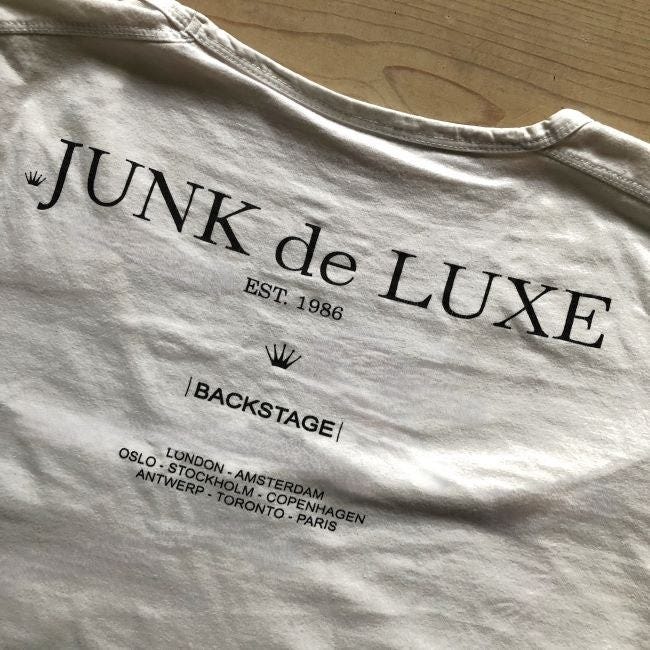 JUNK de LUXE
EST. 1986
|BACKSTAGE|
LONDON - AMSTERDAM
OSLO - STOCKHOLM - COPENHAGEN
ANTWERP - TORONTO - PARIS